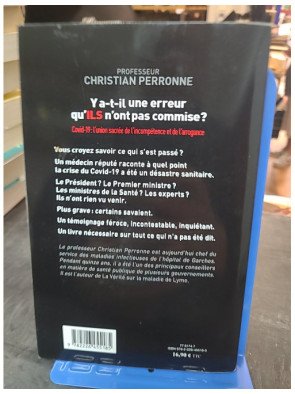 PROFESSEUR
CHRISTIAN PERRONNE
Y a-t-il une erreur
qu'ILS n'ont pas commise ?
Covid-19 : l'union sacrée de l'incompétence et de l'arrogance
Vous croyez savoir ce qui s'est passé ?
Un médecin réputé raconte à quel point
la crise du Covid-19 a été un désastre sanitaire.
Le Président ? Le Premier ministre ?
Les ministres de la Santé ? Les experts ?
Ils n'ont rien vu venir.
Plus grave : certains savaient.
Un témoignage féroce, incontestable, inquiétant.
Un livre nécessaire sur tout ce qui n'a pas été dit.
Le professeur Christian Perronne est aujourd'hui chef du
service des maladies infectieuses de l'hôpital de Garches.
Pendant quinze ans, il a été l'un des principaux conseillers
en matière de santé publique de plusieurs gouvernements.
Il est l'auteur de La Vérité sur la maladie de Lyme.
16,90 € TTC